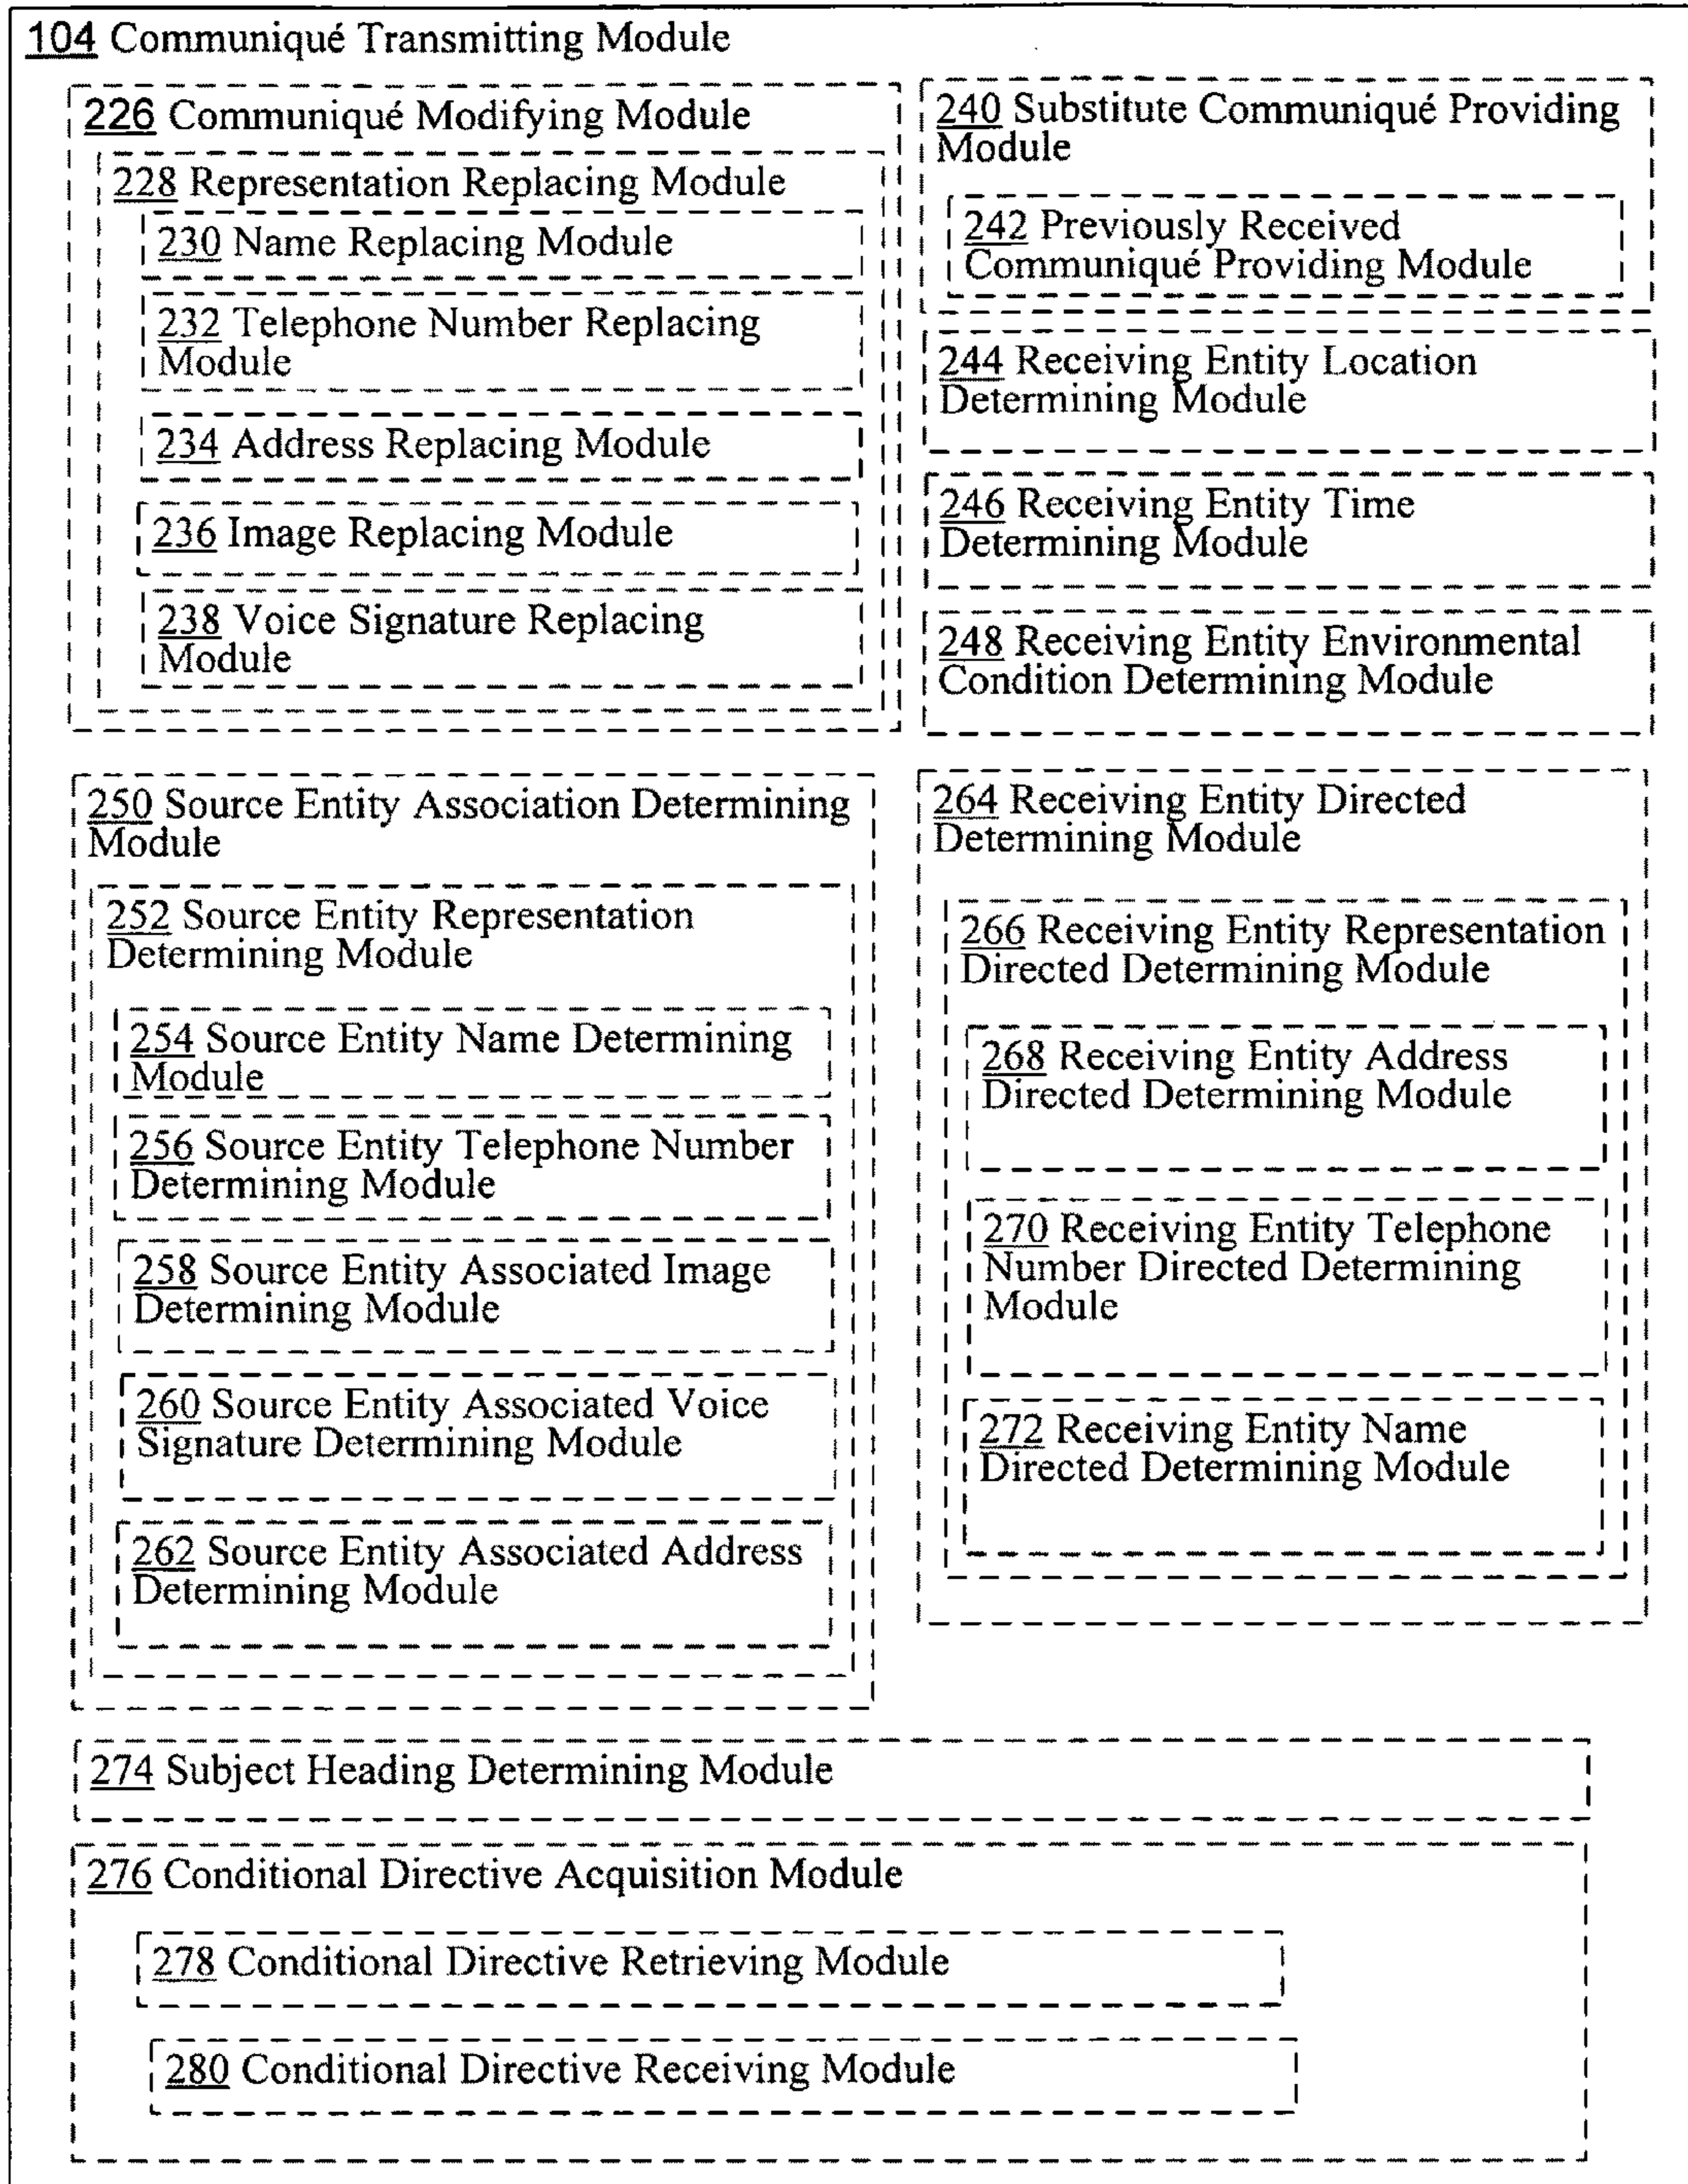 104 Communiqué Transmitting Module
226 Communiqué Modifying Module
228 Representation Replacing Module
230 Name Replacing Module
232 Telephone Number Replacing
Module
234 Address Replacing Module
236 Image Replacing Module
238 Voice Signature Replacing
Module
240 Substitute Communiqué Providing
Module
242 Previously Received
Communiqué Providing Module
244 Receiving Entity Location
Determining Module
246 Receiving Entity Time
Determining Module
248 Receiving Entity Environmental
Condition Determining Module
250 Source Entity Association Determining
Module
252 Source Entity Representation
Determining Module
254 Source Entity Name Determining
Module
256 Source Entity Telephone Number
Determining Module
258 Source Entity Associated Image
Determining Module
260 Source Entity Associated Voice
Signature Determining Module
262 Source Entity Associated Address
Determining Module
264 Receiving Entity Directed
Determining Module
266 Receiving Entity Representation
Directed Determining Module
268 Receiving Entity Address
Directed Determining Module
270 Receiving Entity Telephone
Number Directed Determining
Module
272 Receiving Entity Name
Directed Determining Module
274 Subject Heading Determining Module
276 Conditional Directive Acquisition Module
278 Conditional Directive Retrieving Module
280 Conditional Directive Receiving Module